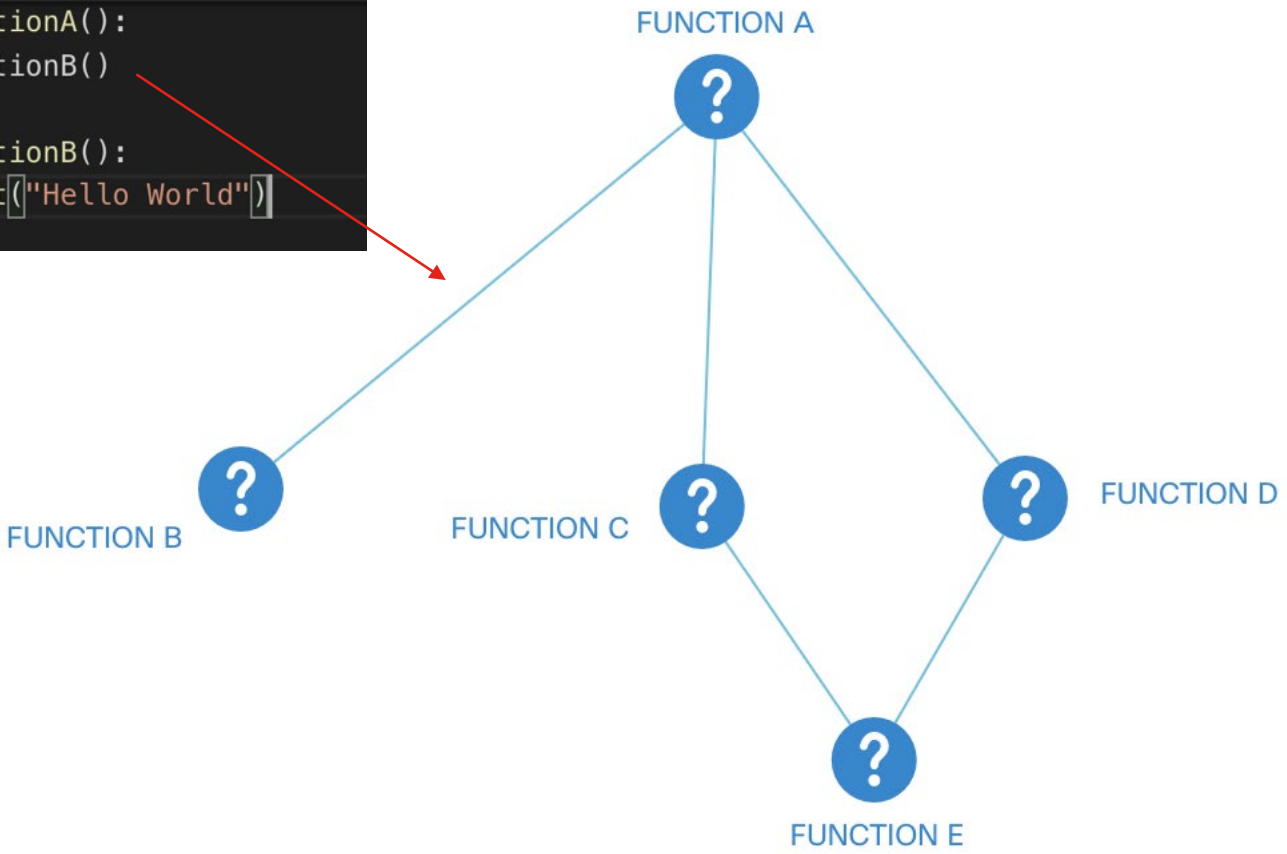 tionA():
tionB()
tionB():
t("Hello World")
FUNCTION A
FUNCTION B
FUNCTION C
FUNCTION D
FUNCTION E